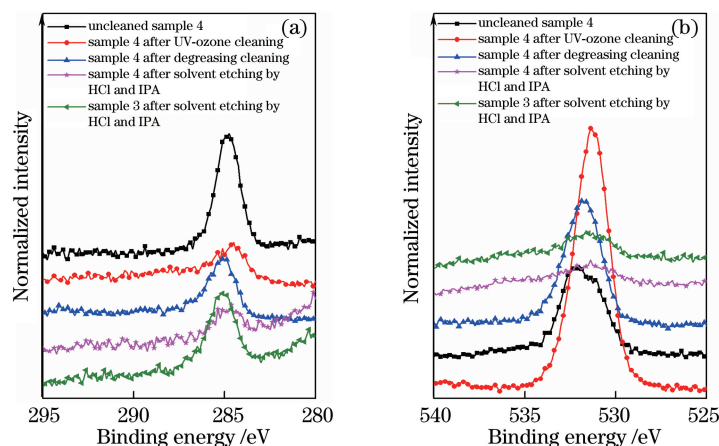 (a)
uncleaned sample 4
sample 4 after UV-ozone cleaning
sample 4 after degreasing cleaning
sample 4 after solvent etching by
HCl and IPA
sample 3 after solvent etching by
HCl and IPA
Normalized intensity
295 290 285 280
Binding energy /eV
(b)
uncleaned sample 4
sample 4 after UV-ozone cleaning
sample 4 after degreasing cleaning
sample 4 after solvent etching by
HCl and IPA
sample 3 after solvent etching by
HCl and IPA
Normalized intensity
540 535 530 525
Binding energy /eV